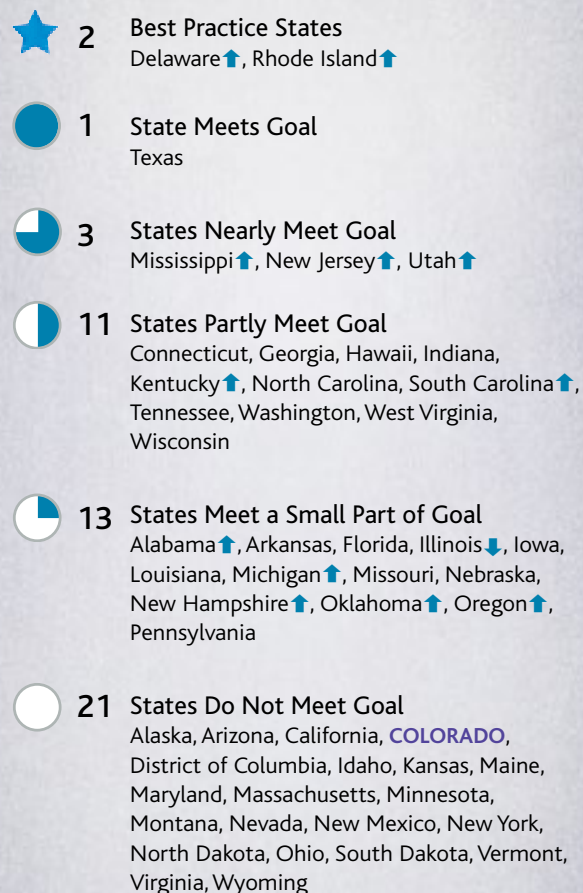 2 Best Practice States
Delaware⬆, Rhode Island⬆
1 State Meets Goal
Texas
3 States Nearly Meet Goal
Mississippi⬆, New Jersey⬆, Utah⬆
11 States Partly Meet Goal
Connecticut, Georgia, Hawaii, Indiana,
Kentucky⬆, North Carolina, South Carolina⬆,
Tennessee, Washington, West Virginia,
Wisconsin
13 States Meet a Small Part of Goal
Alabama⬆, Arkansas, Florida, Illinois⬇, Iowa,
Louisiana, Michigan⬆, Missouri, Nebraska,
New Hampshire⬆, Oklahoma⬆, Oregon⬆,
Pennsylvania
21 States Do Not Meet Goal
Alaska, Arizona, California, COLORADO,
District of Columbia, Idaho, Kansas, Maine,
Maryland, Massachusetts, Minnesota,
Montana, Nevada, New Mexico, New York,
North Dakota, Ohio, South Dakota, Vermont,
Virginia, Wyoming